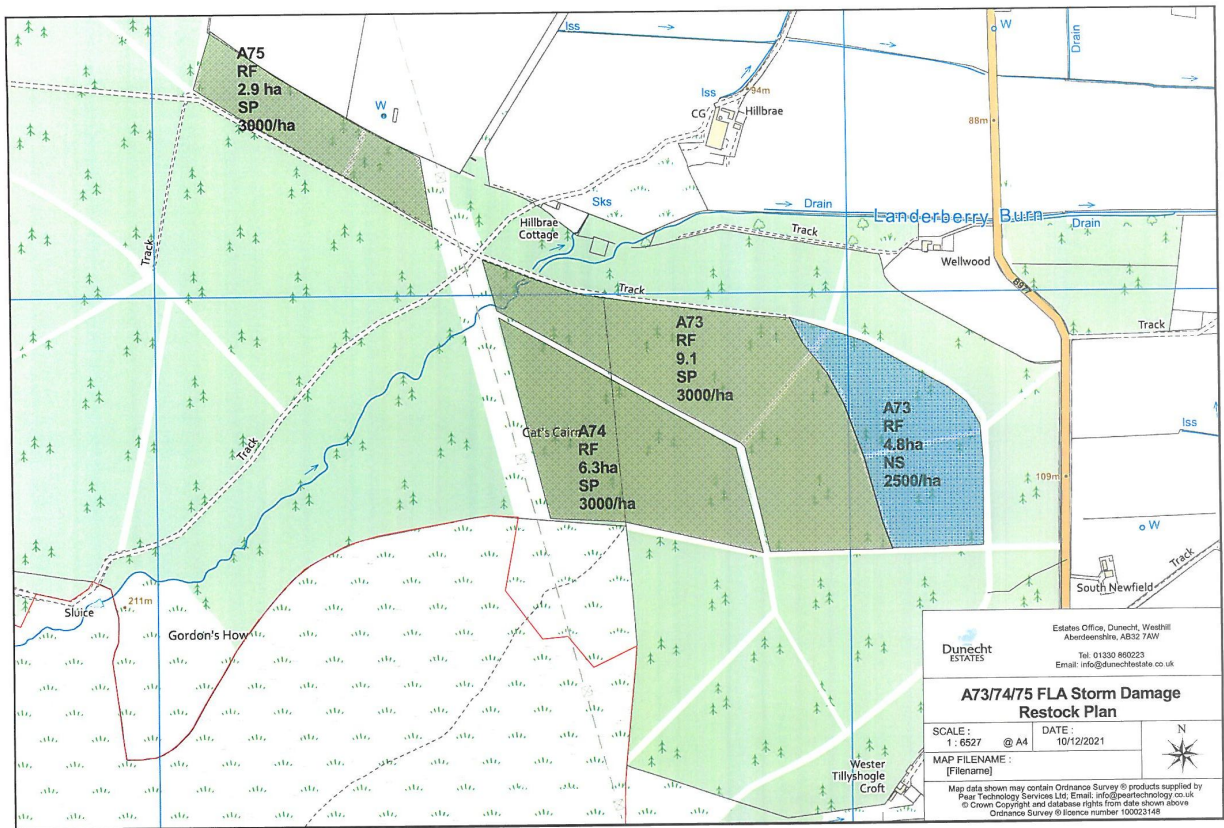 A75
RF
2.9 ha
SP
3000/ha
W
Iss
Iss
94m
CG
Hillbrae
W
Drain
88m
Sks
Hillbrae
Cottage
Drain
Landerberry Burn
Drain
Track
Wellwood
Track
Track
B977
Track
A73
RF
9.1
SP
3000/ha
A73
RF
4.8ha
NS
2500/ha
Cat's Cairn
A74
RF
6.3ha
SP
3000/ha
Track
Iss
109m
W
Track
South Newfield
Sluice
211m
Gordon's How
Wester
Tillyshogle
Croft
Dunecht
ESTATES
Estates Office, Dunecht, Westhill
Aberdeenshire, AB32 7AW
Tel: 01330 860223
Email: info@dunechtestate.co.uk
A73/74/75 FLA Storm Damage
Restock Plan
SCALE :
1 : 6527 @ A4
DATE :
10/12/2021
N
MAP FILENAME :
[Filename]
Map data shown may contain Ordnance Survey ® products supplied by
Pear Technology Services Ltd; Email: info@peartechnology.co.uk
© Crown Copyright and database rights from date shown above
Ordnance Survey ® licence number 100023148